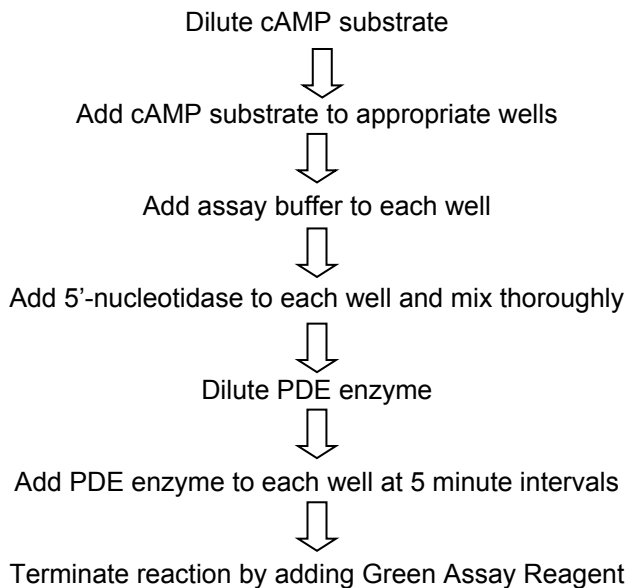 Dilute cAMP substrate
Add cAMP substrate to appropriate wells
Add assay buffer to each well
Add 5’-nucleotidase to each well and mix thoroughly
Dilute PDE enzyme
Add PDE enzyme to each well at 5 minute intervals
Terminate reaction by adding Green Assay Reagent